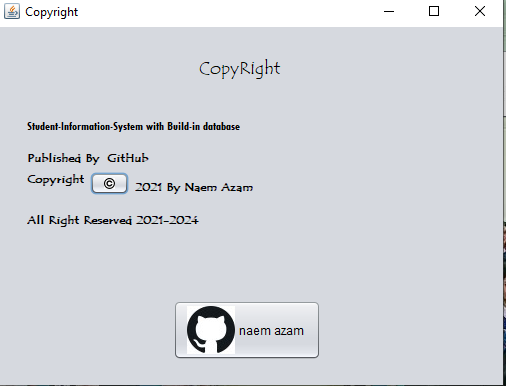 Copyright
CopyRight
Student-Information-System with Build-in database
Published By GitHub
Copyright © 2021 By Naem Azam
All Right Reserved 2021-2024
naem azam